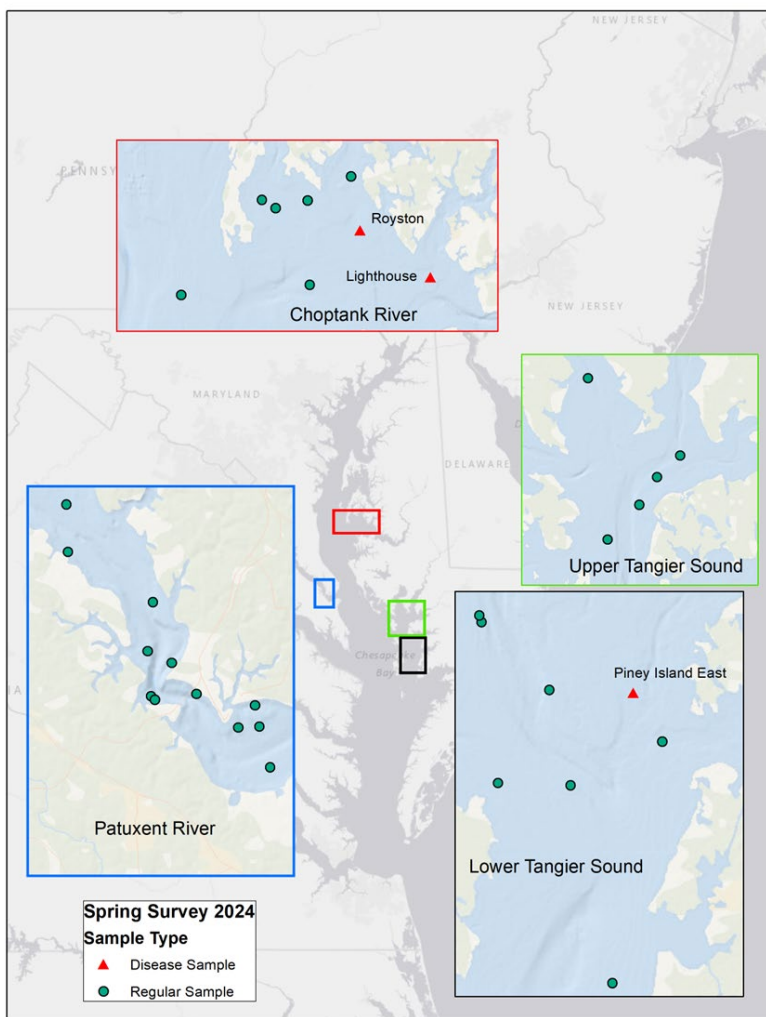 NEW JERSEY
PENNSY
Royston
Lighthouse
Choptank River
NEW JERSEY
MARYLAND
DELAWARE
Upper Tangier Sound
Chesapeake
Bay
Piney Island East
Patuxent River
Lower Tangier Sound
Spring Survey 2024
Sample Type
Disease Sample
Regular Sample